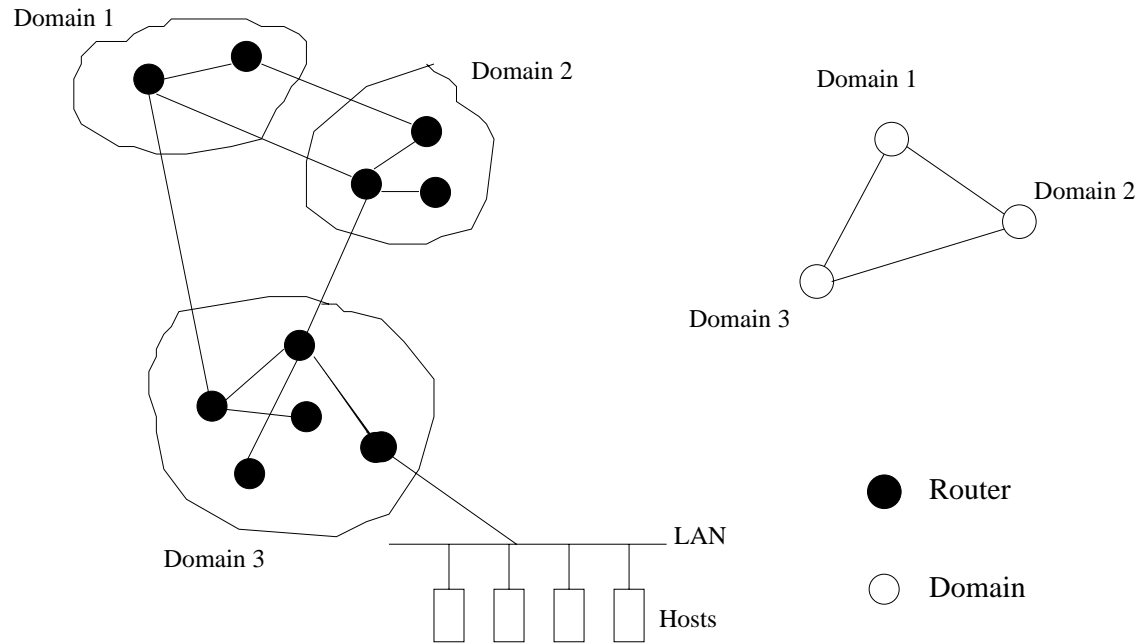 Domain 1
Domain 2
Domain 1
Domain 2
Domain 3
Router
LAN
Domain 3
Domain
Hosts